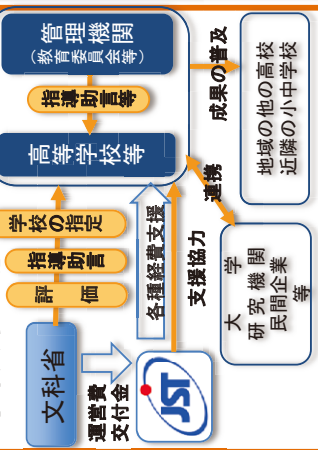 管理機関
(教育委員会等)
指導助言等
高等学校等
成果の普及
地域の他の高校
近隣の小中学校
連携
大学
研究機関
民間企業
等
学校の指定
指導助言
評価
各種経費支援
支援協力
文科省
運営費
交付金
JST